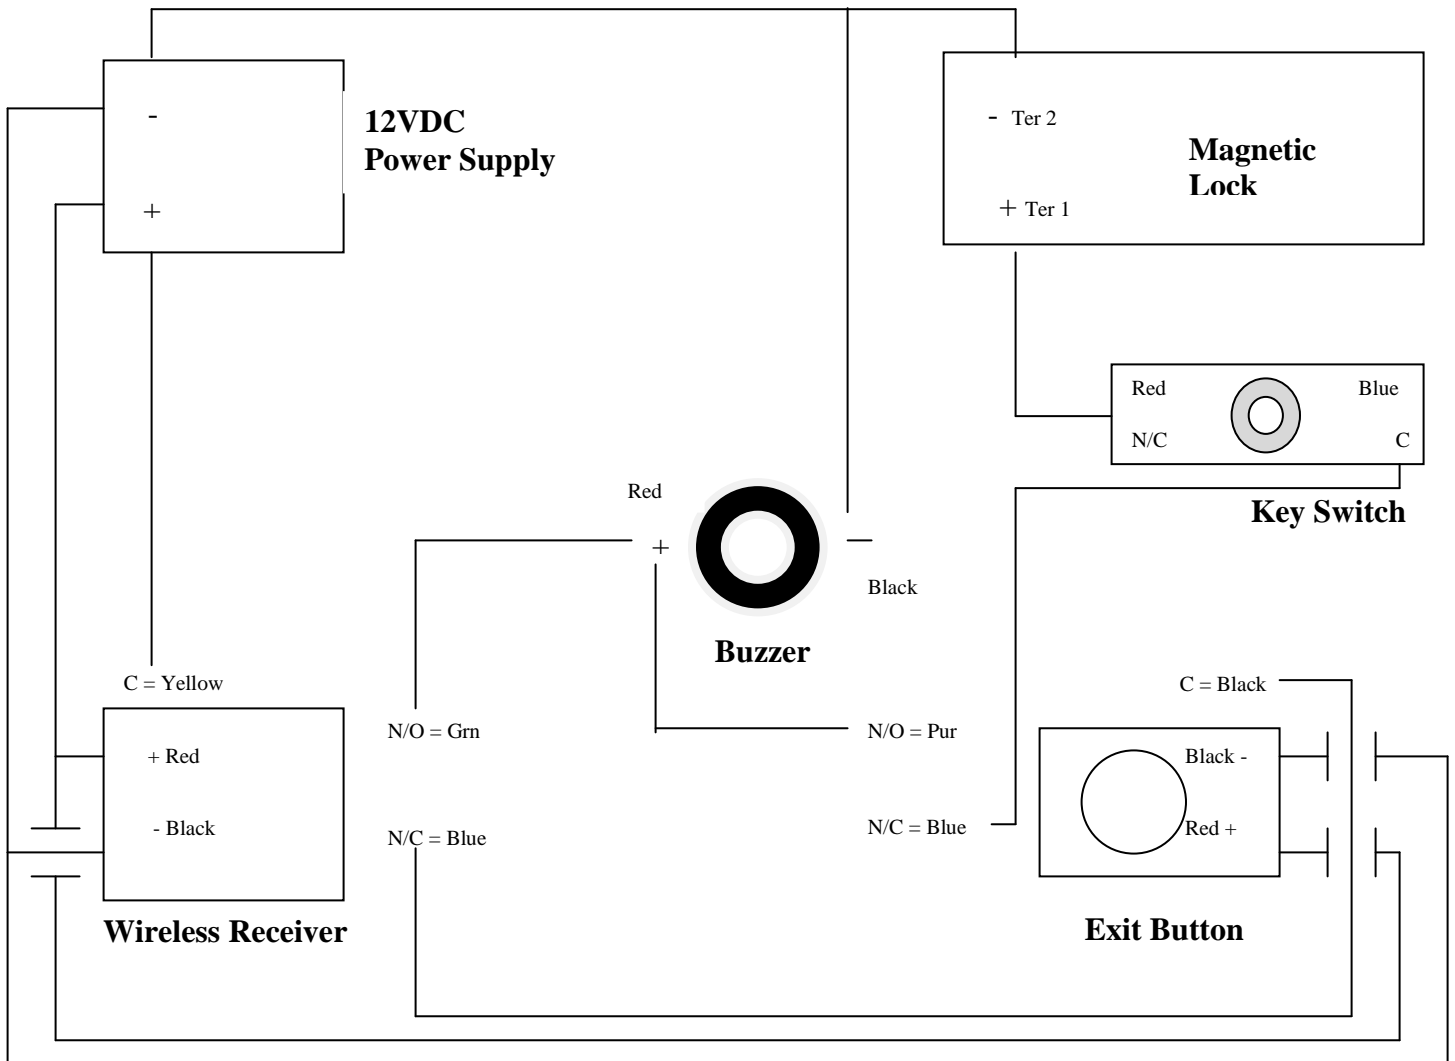 -
12VDC
Power Supply
+
- Ter 2
Magnetic
Lock
+ Ter 1
Red
Blue
N/C
C
Key Switch
Red
+
Black
Buzzer
C = Yellow
N/O = Grn
N/O = Pur
C = Black
+ Red
- Black
N/C = Blue
N/C = Blue
Black -
Red +
Wireless Receiver
Exit Button